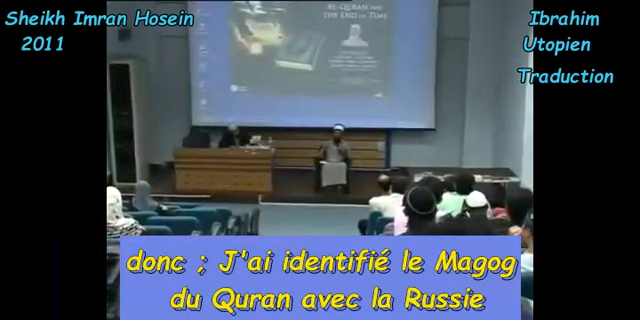 Sheikh Imran Hosein
2011
Ibrahim
Utopien
Traduction
AL-QURAN AND
THE END OF TIME
donc ; J'ai identifié le Magog
du Quran avec la Russie